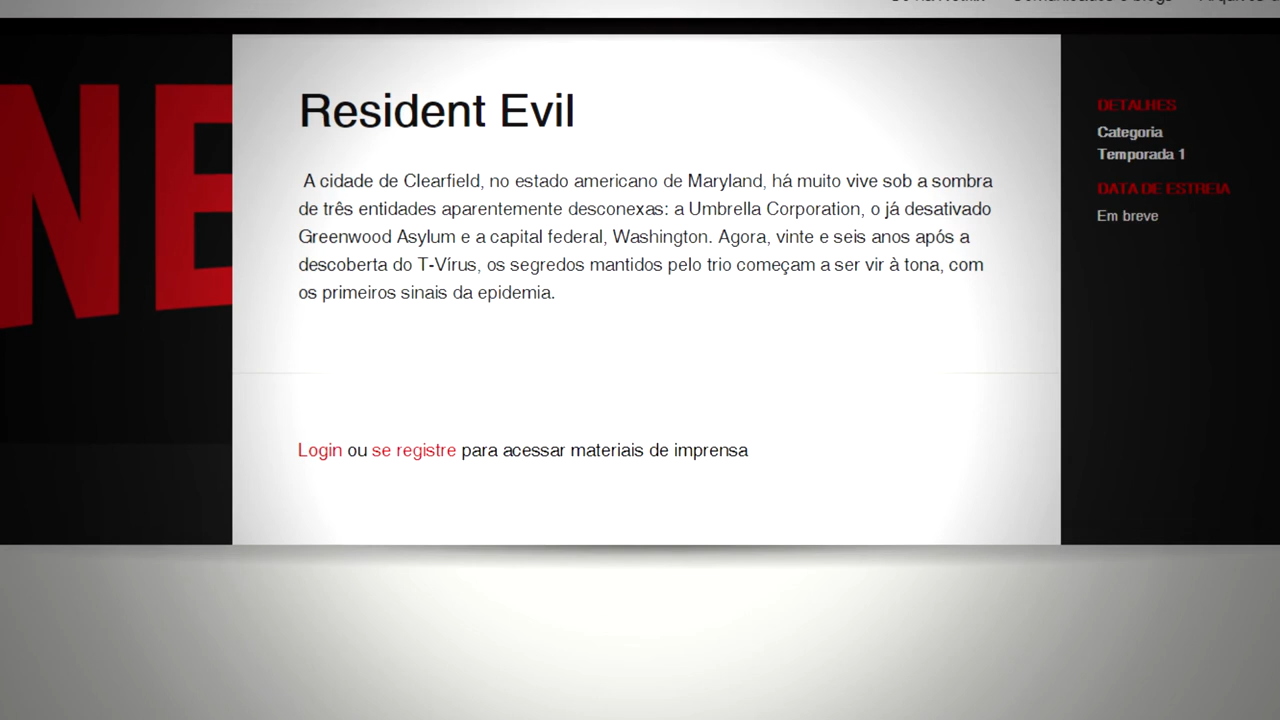 NE
Resident Evil
A cidade de Clearfield, no estado americano de Maryland, há muito vive sob a sombra
de três entidades aparentemente desconexas: a Umbrella Corporation, o já desativado
Greenwood Asylum e a capital federal, Washington. Agora, vinte e seis anos após a
descoberta do T-Vírus, os segredos mantidos pelo trio começam a ser vir à tona, com
os primeiros sinais da epidemia.
Login ou se registre para acessar materiais de imprensa
DETALHES
Categoria
Temporada 1
DATA DE ESTREIA
Em breve